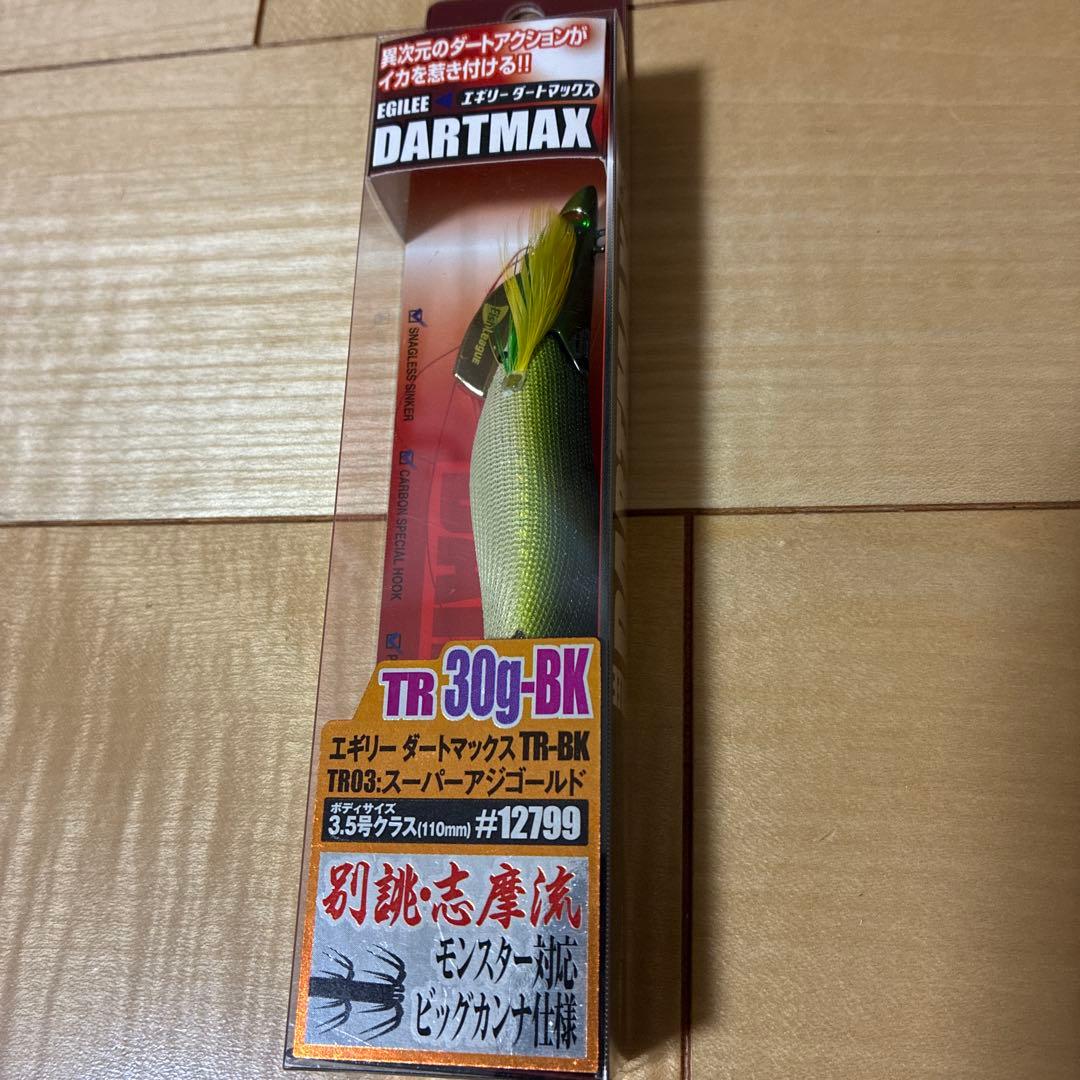 異次元のダートアクションが
イカを惹き付ける!!
EGILEE エギリー ダートマックス
DARTMAX
Fish League
SNAGLESS SINKER
CARBON SPECIAL HOOK
TR 30g-BK
エギリー ダートマックス TR-BK
TR03:スーパーアジゴールド
ボディサイズ
3.5号クラス(110mm) #12799
別誂・志摩流
モンスター対応
ビッグカンナ仕様